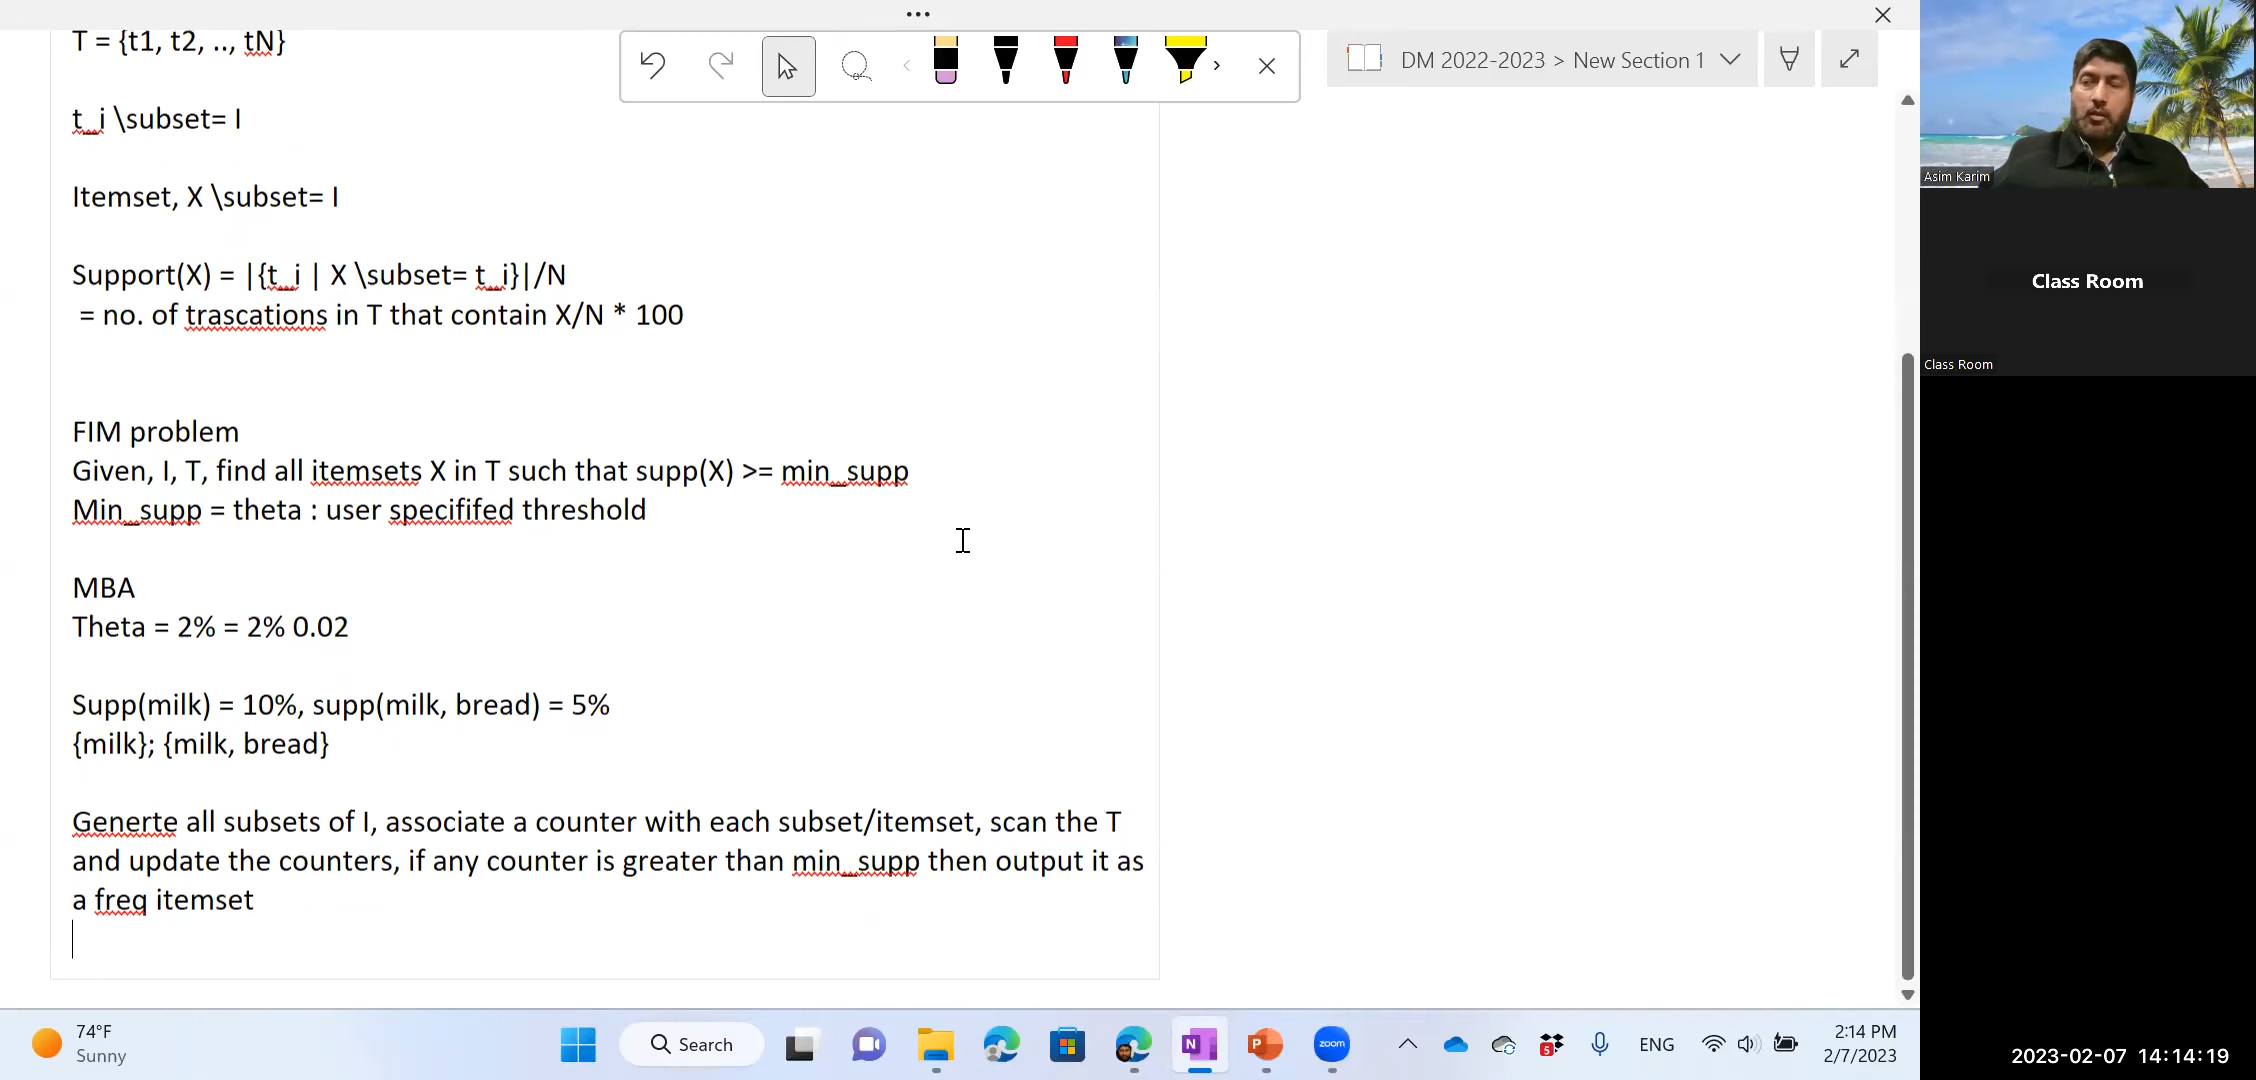 T = {t1, t2, .., tN}
DM 2022-2023 > New Section 1
t_i \subset= I
Itemset, X \subset= I
Asim Karim
Support(X) = |{t_i | X \subset= t_i}|/N
= no. of trascations in T that contain X/N * 100
Class Room
Class Room
FIM problem
Given, I, T, find all itemsets X in T such that supp(X) >= min_supp
Min_supp = theta : user specififed threshold
MBA
Theta = 2% = 2% 0.02
Supp(milk) = 10%, supp(milk, bread) = 5%
{milk}; {milk, bread}
Generte all subsets of I, associate a counter with each subset/itemset, scan the T
and update the counters, if any counter is greater than min_supp then output it as
a freq itemset
74°F
Sunny
Search
N
P
zoom
5
ENG
2:14 PM
2/7/2023
2023-02-07 14:14:19